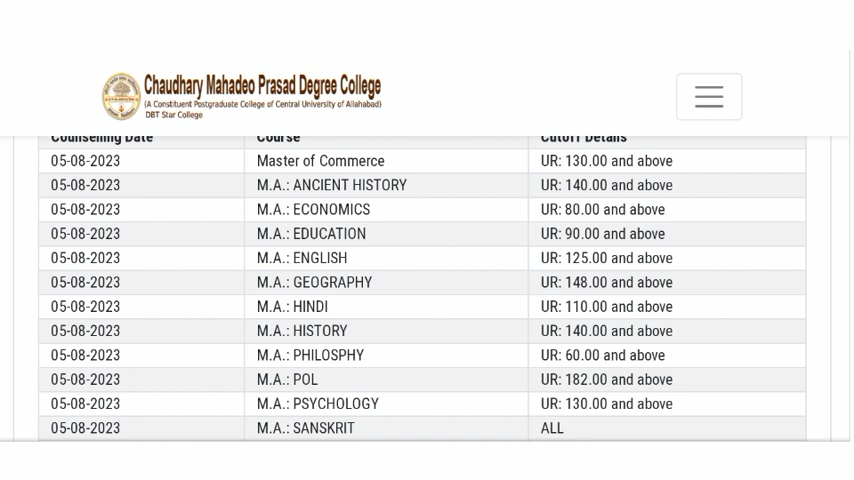 Chaudhary Mahadeo Prasad Degree College
(A Constituent Postgraduate College of Central University of Allahabad)
DBT Star College
Counselling Date Course Cutoff Details
05-08-2023 Master of Commerce UR: 130.00 and above
05-08-2023 M.A.: ANCIENT HISTORY UR: 140.00 and above
05-08-2023 M.A.: ECONOMICS UR: 80.00 and above
05-08-2023 M.A.: EDUCATION UR: 90.00 and above
05-08-2023 M.A.: ENGLISH UR: 125.00 and above
05-08-2023 M.A.: GEOGRAPHY UR: 148.00 and above
05-08-2023 M.A.: HINDI UR: 110.00 and above
05-08-2023 M.A.: HISTORY UR: 140.00 and above
05-08-2023 M.A.: PHILOSPHY UR: 60.00 and above
05-08-2023 M.A.: POL UR: 182.00 and above
05-08-2023 M.A.: PSYCHOLOGY UR: 130.00 and above
05-08-2023 M.A.: SANSKRIT ALL